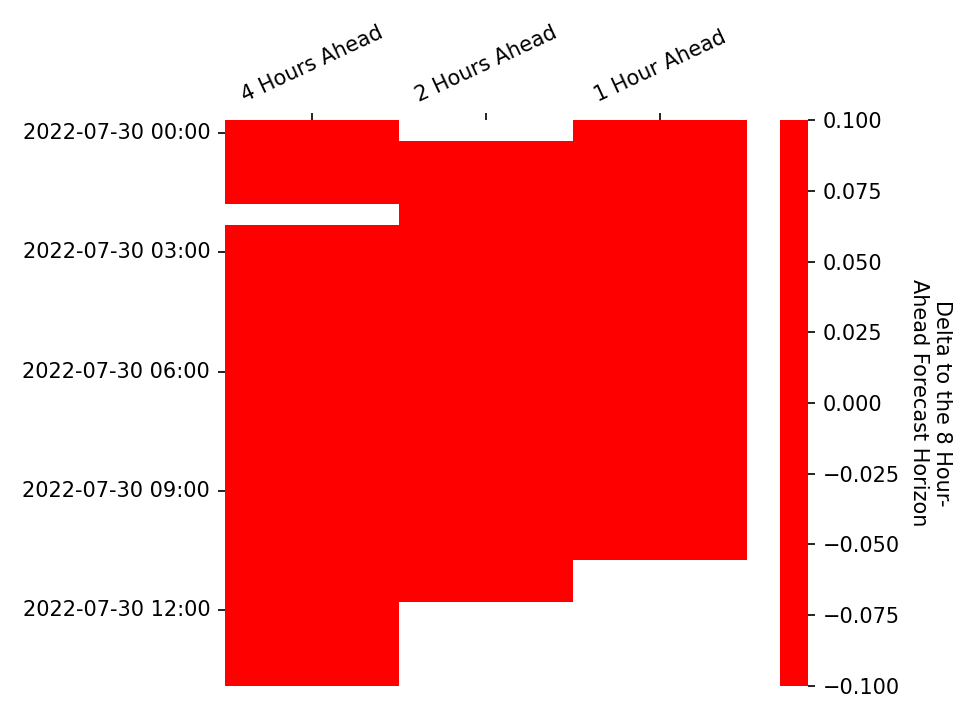 4 Hours Ahead
2 Hours Ahead
1 Hour Ahead
2022-07-30 00:00
2022-07-30 03:00
2022-07-30 06:00
2022-07-30 09:00
2022-07-30 12:00
0.100
0.075
0.050
0.025
0.000
−0.025
−0.050
−0.075
−0.100
Delta to the 8 Hour-
Ahead Forecast Horizon